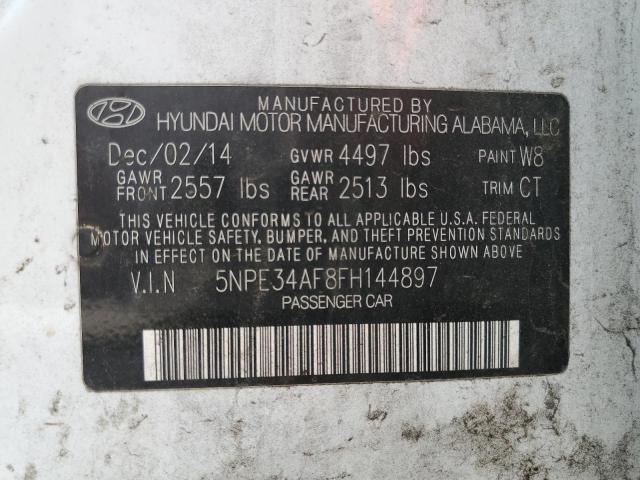 MANUFACTURED BY
HYUNDAI MOTOR MANUFACTURING ALABAMA, LLC
Dec/02/14 GVWR 4497 lbs PAINT W8
GAWR FRONT 2557 lbs GAWR REAR 2513 lbs TRIM CT
THIS VEHICLE CONFORMS TO ALL APPLICABLE U.S.A. FEDERAL
MOTOR VEHICLE SAFETY, BUMPER, AND THEFT PREVENTION STANDARDS
IN EFFECT ON THE DATE OF MANUFACTURE SHOWN ABOVE.
V.I.N 5NPE34AF8FH144897
PASSENGER CAR